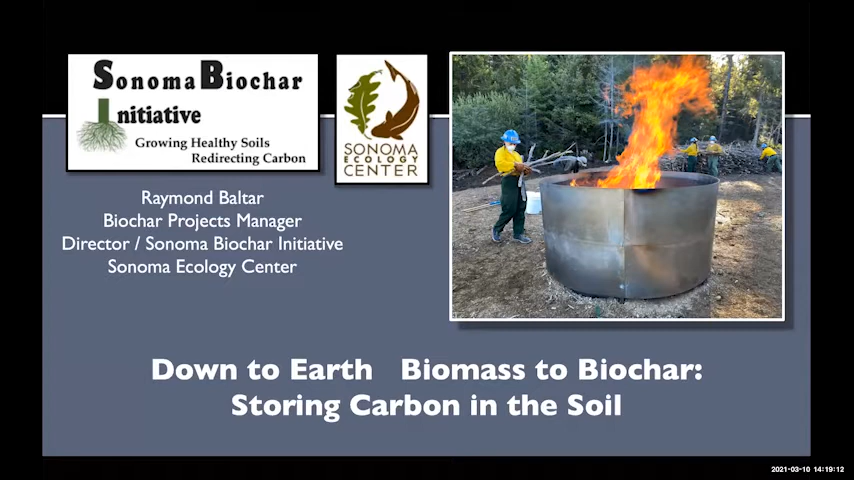 Sonoma Biochar
Initiative
Growing Healthy Soils
Redirecting Carbon
SONOMA
ECOLOGY
CENTER
Raymond Baltar
Biochar Projects Manager
Director / Sonoma Biochar Initiative
Sonoma Ecology Center
Down to Earth   Biomass to Biochar:
Storing Carbon in the Soil
2021-03-10 14:19:12